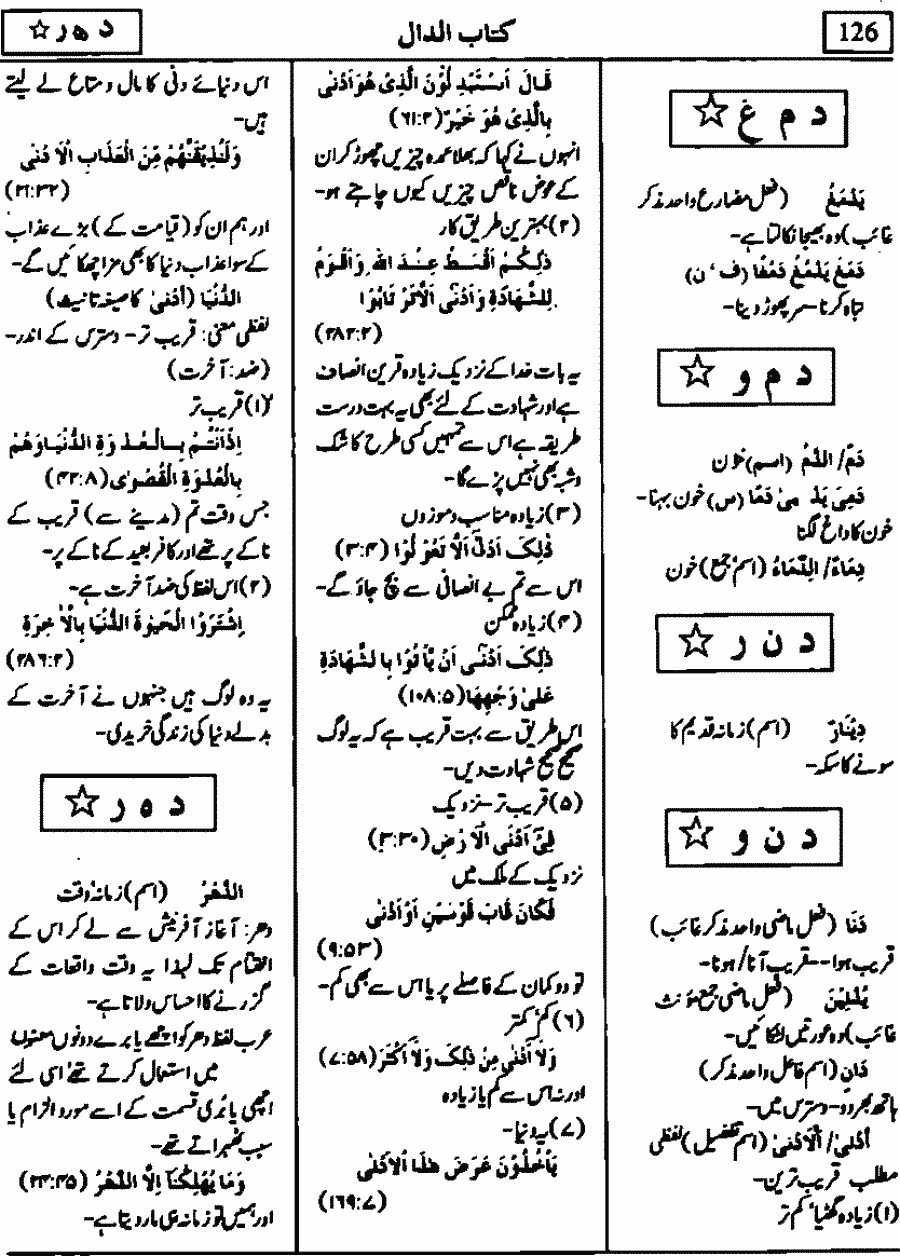 126
کتاب الدال
د ھ ر ☆
د م غ ☆
يَدْمَغُ (فعل مضارع واحد مذکر
غائب) وہ بھیجا نکالتا ہے۔
دَمَغَ يَدْمُغُ دَمْغًا (ف ، ن)
تباہ کرنا۔ سر پھوڑ دینا۔
د م و ☆
دَمٌ/ الدَّمُ (اسم) خون
دَمِیَ يَدْ مىٰ دَمًا (س) خون بہنا۔
خون کا داغ لگنا
دِمَاءٌ/ الدِّمَاءُ (اسم جمع) خون
د ن ر ☆
دِيْنَارٌ (اسم) زمانہ قدیم کا
سونے کا سکہ۔
د ن و ☆
دَنَا (فعل ماضی واحد مذکر غائب)
قریب ہوا۔۔ قریب آنا/ ہونا۔
يُدْنِيْنَ (فعل ماضی جمع مؤنث
غائب) وہ عورتیں لٹکائیں۔
دَانِ (اسم فاعل واحد مذکر)
ہاتھ بھر دو۔ دسترس میں۔
أَدْنىٰ/ اَلْاَدْنىٰ (اسم تفضیل) لفظی
مطلب قریب ترین۔
(۱) زیادہ گھٹیا، کم تر
قَالَ اَسْتَبْدِ لُوْنَ الَّذِىْ هُوَ اَدْنٰى
بِالَّذِىْ هُوَ خَيْرٌ (۶۱:۲)
انہوں نے کہا کہ بھلا عمدہ چیزیں چھوڑ کر ان
کے عوض ناقص چیزیں کیوں چاہتے ہو۔
(۲) بہترین طریق کار
ذٰلِكُمْ اَقْسَطُ عِنْدَ اللهِ وَاَقْوَمُ
لِلشَّهَادَةِ وَاَدْنٰٓى اَلَّاتَرْ تَابُوْا
(۲۸۲:۲)
یہ بات خدا کے نزدیک زیادہ قرین انصاف
ہے اور شہادت کے لئے بھی یہ بہت درست
طریقہ ہے اس سے تمہیں کسی طرح کا شک
و شبہ بھی نہیں پڑے گا۔
(۳) زیادہ مناسب و موزوں
ذٰلِكَ اَدْنٰٓى اَلَّا تَعُوْ لُوْا (۳:۴)
اس سے تم بے انصافی سے بچ جاؤ گے۔
(۴) زیادہ ممکن
ذٰلِكَ اَدْنٰٓى اَنْ يَّاْتُوْا بِا لشَّهَادَةِ
عَلىٰ وَجْهِهَا (۱۰۸:۵)
اس طریق سے بہت قریب ہے کہ یہ لوگ
صحیح صحیح شہادت دیں۔
(۵) قریب تر۔ نزدیک
فِىْٓ اَدْنَى الْاَ رْضِ (۳:۳۰)
نزدیک کے ملک میں
فَكَانَ قَابَ قَوْسَيْنِ اَوْ اَدْنٰى
(۹:۵۳)
تو دو کمان کے فاصلے پر یا اس سے بھی کم۔
(۶) کم، کمتر
وَلَا اَدْنٰى مِنْ ذٰلِكَ وَلَا اَكْثَرَ (۷:۵۸)
اور نہ اس سے کم یا زیادہ
(۷) یہ دنیا۔
يَاْخُذُوْنَ عَرَضَ هٰذَا الْاَدْنٰى
(۱۶۹:۷)
اس دنیائے دنی کا مال و متاع لے لیتے
ہیں۔
وَلَنُذِيْقَنَّهُمْ مِّنَ الْعَذَابِ الْاَ دْنٰى
(۲۱:۳۲)
اور ہم ان کو (قیامت کے) بڑے عذاب
کے سوا عذاب دنیا کا بھی مزا چکھائیں گے۔
الدُّنْيَا (اَدْنىٰ کا صیغہ تانیث)
لفظی معنی: قریب تر۔ دسترس کے اندر۔
(ضد: آخرت)
(۱) قریب تر
اِذْاَنْتُمْ بِالْعُدْوَةِ الدُّنْيَا وَهُمْ
بِالْعُدْوَةِ الْقُصْوٰى (۴۲:۸)
جس وقت تم (مدینے سے) قریب کے
ناکے پر تھے اور کافر بعید کے ناکے پر۔
(۲) اس لفظ کی ضد آخرت ہے۔
اِشْتَرَوُا الْحَيٰوةَ الدُّنْيَا بِالْاٰ خِرَةِ
(۲۸۶:۲)
یہ وہ لوگ ہیں جنہوں نے آخرت کے
بدلے دنیا کی زندگی خریدی۔
د ہ ر ☆
الدَّهْرُ (اسم) زمانہ، وقت
دھر: آغاز آفرینش سے لے کر اس کے
اختتام تک لہٰذا یہ وقت واقعات کے
گزرنے کا احساس دلاتا ہے۔
عرب لفظ دھر کو اچھے یا برے دونوں معنوں
میں استعمال کرتے تھے، اسی لئے
اچھی یا بُری قسمت کے اسے مورد الزام یا
سبب ٹھہراتے تھے۔
وَمَا يُهْلِكُنَآ اِلَّا الدَّهْرُ (۲۴:۴۵)
اور ہمیں تو زمانہ ہی مار دیتا ہے۔